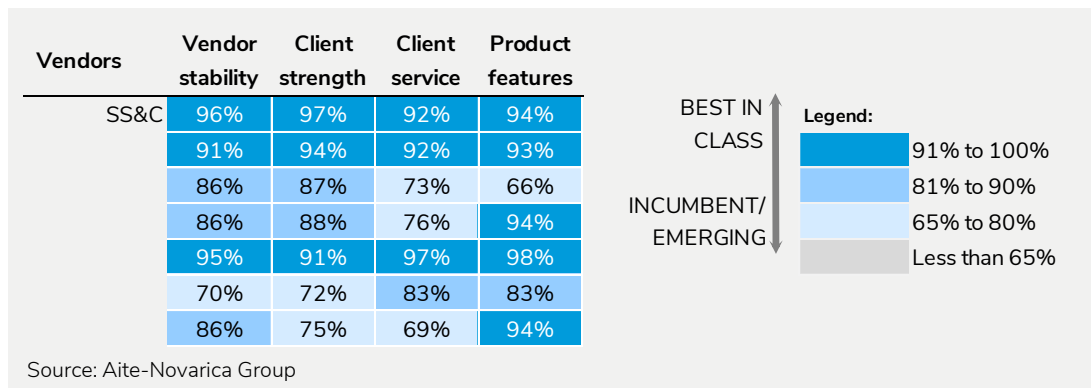 Vendors Vendor stability Client strength Client service Product features
SS&C 96% 97% 92% 94%
91% 94% 92% 93%
86% 87% 73% 66%
86% 88% 76% 94%
95% 91% 97% 98%
70% 72% 83% 83%
86% 75% 69% 94%
BEST IN
CLASS
INCUMBENT/
EMERGING
Legend:
91% to 100%
81% to 90%
65% to 80%
Less than 65%
Source: Aite-Novarica Group